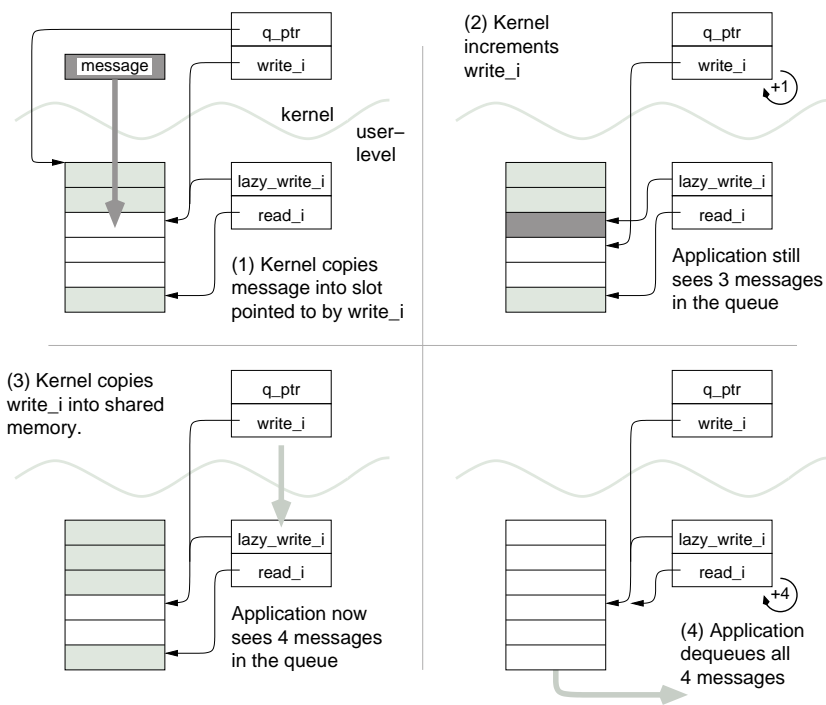 q_ptr
write_i
message
kernel
user–
level
lazy_write_i
read_i
(1) Kernel copies
message into slot
pointed to by write_i
(2) Kernel
increments
write_i
q_ptr
write_i
+1
lazy_write_i
read_i
Application still
sees 3 messages
in the queue
(3) Kernel copies
write_i into shared
memory.
q_ptr
write_i
lazy_write_i
read_i
Application now
sees 4 messages
in the queue
q_ptr
write_i
lazy_write_i
read_i
+4
(4) Application
dequeues all
4 messages